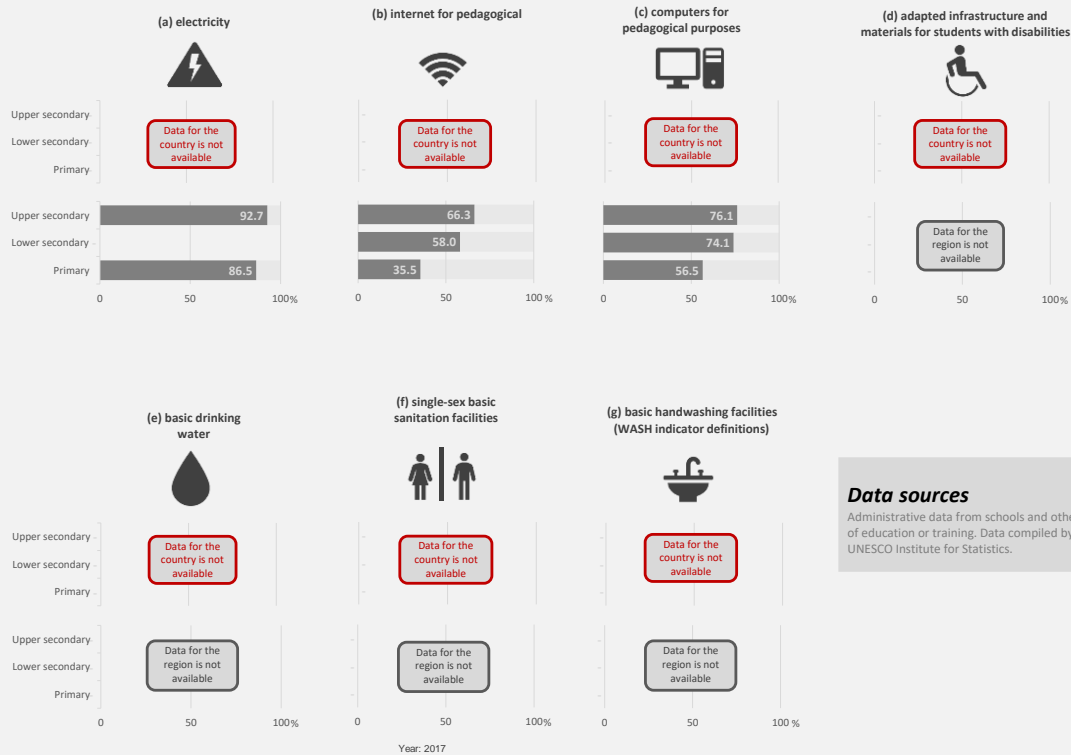 (a) electricity
(b) internet for pedagogical
(c) computers for
pedagogical purposes
(d) adapted infrastructure and
materials for students with disabilities
Upper secondary
Lower secondary
Primary
Data for the
country is not
available
Data for the
country is not
available
Data for the
country is not
available
Data for the
country is not
available
Upper secondary
Lower secondary
Primary
92.7
86.5
66.3
58.0
35.5
76.1
74.1
56.5
Data for the
region is not
available
0 50 100%
0 50 100%
0 50 100%
0 50 100%
(e) basic drinking
water
(f) single-sex basic
sanitation facilities
(g) basic handwashing facilities
(WASH indicator definitions)
Upper secondary
Lower secondary
Primary
Data for the
country is not
available
Data for the
country is not
available
Data for the
country is not
available
Upper secondary
Lower secondary
Primary
Data for the
region is not
available
Data for the
region is not
available
Data for the
region is not
available
0 50 100%
0 50 100%
0 50 100%
Year: 2017
Data sources
Administrative data from schools and othe
of education or training. Data compiled by
UNESCO Institute for Statistics.